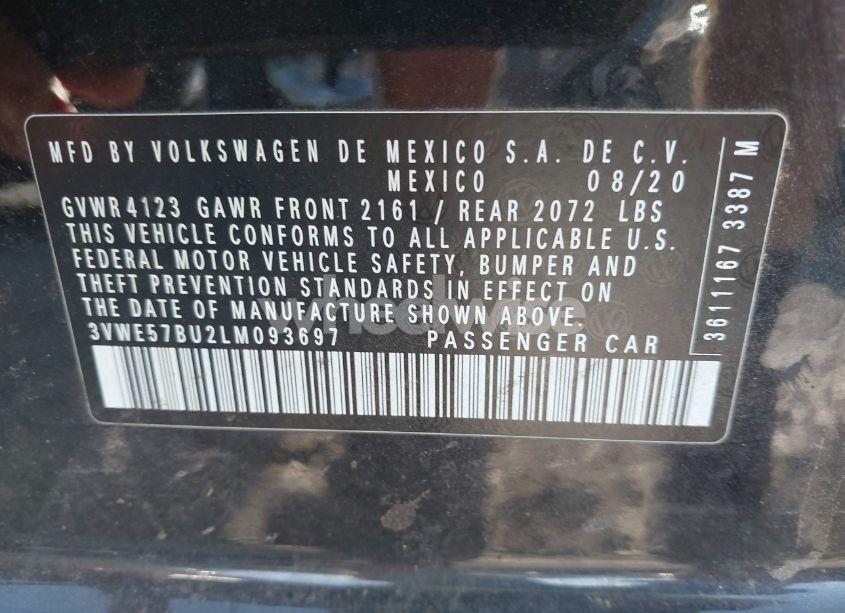 MFD BY VOLKSWAGEN DE MEXICO S.A. DE C.V.
MEXICO 08/20
GVWR 4123 GAWR FRONT 2161 / REAR 2072 LBS
THIS VEHICLE CONFORMS TO ALL APPLICABLE U.S.
FEDERAL MOTOR VEHICLE SAFETY, BUMPER AND
THEFT PREVENTION STANDARDS IN EFFECT ON
THE DATE OF MANUFACTURE SHOWN ABOVE.
3VWE57BU2LM093697 PASSENGER CAR
3611167 3387 M